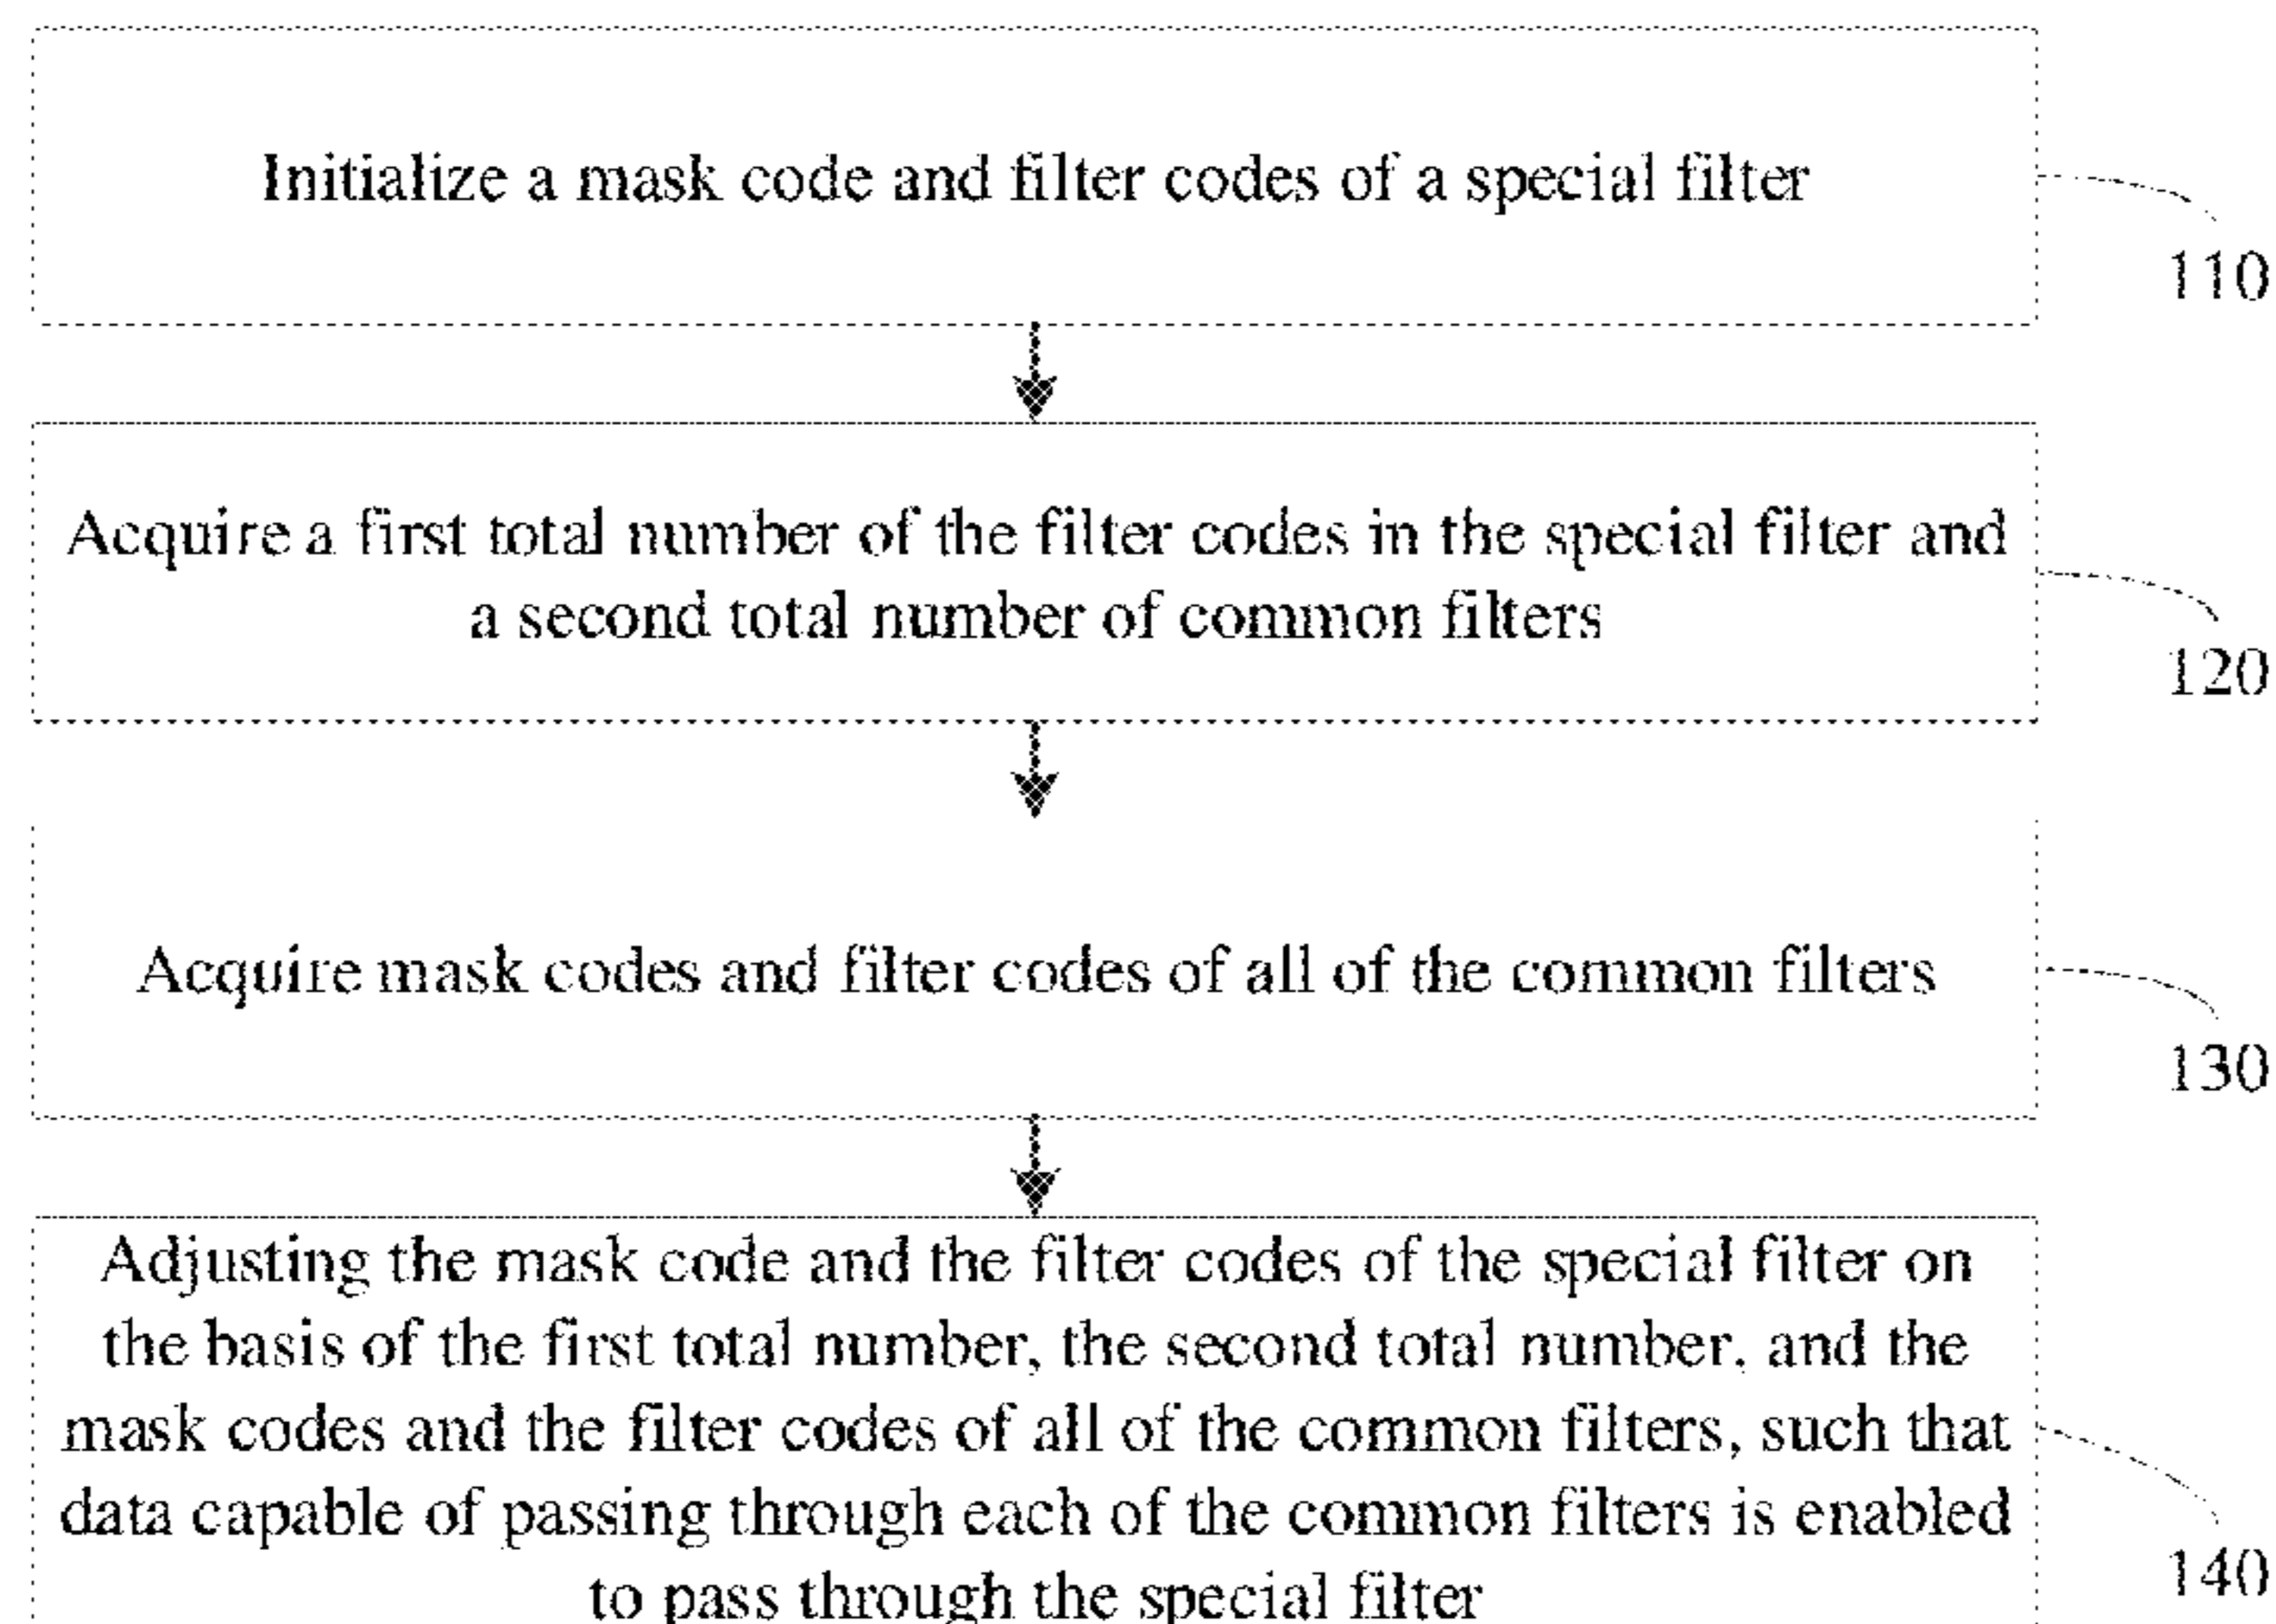 Initialize a mask code and filter codes of a special filter
110
Acquire a first total number of the filter codes in the special filter and
a second total number of common filters
120
Acquire mask codes and filter codes of all of the common filters
130
Adjusting the mask code and the filter codes of the special filter on
the basis of the first total number, the second total number, and the
mask codes and the filter codes of all of the common filters, such that
data capable of passing through each of the common filters is enabled
to pass through the special filter
140